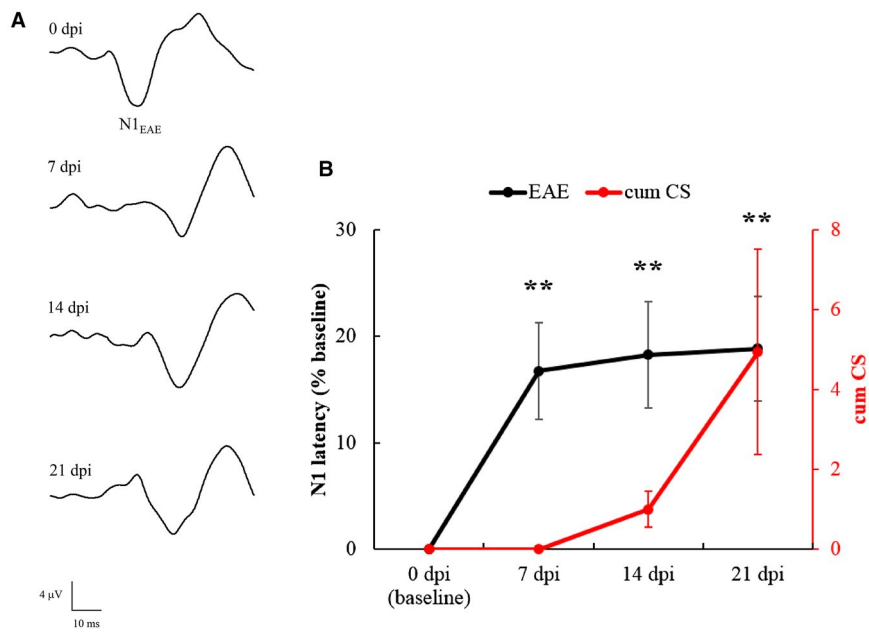 A
0 dpi
N1EAE
7 dpi
14 dpi
21 dpi
4 μV
10 ms
B
EAE
cum CS
30
20
10
0
N1 latency (% baseline)
**
**
**
8
6
4
2
0
cum CS
0 dpi
(baseline)
7 dpi
14 dpi
21 dpi